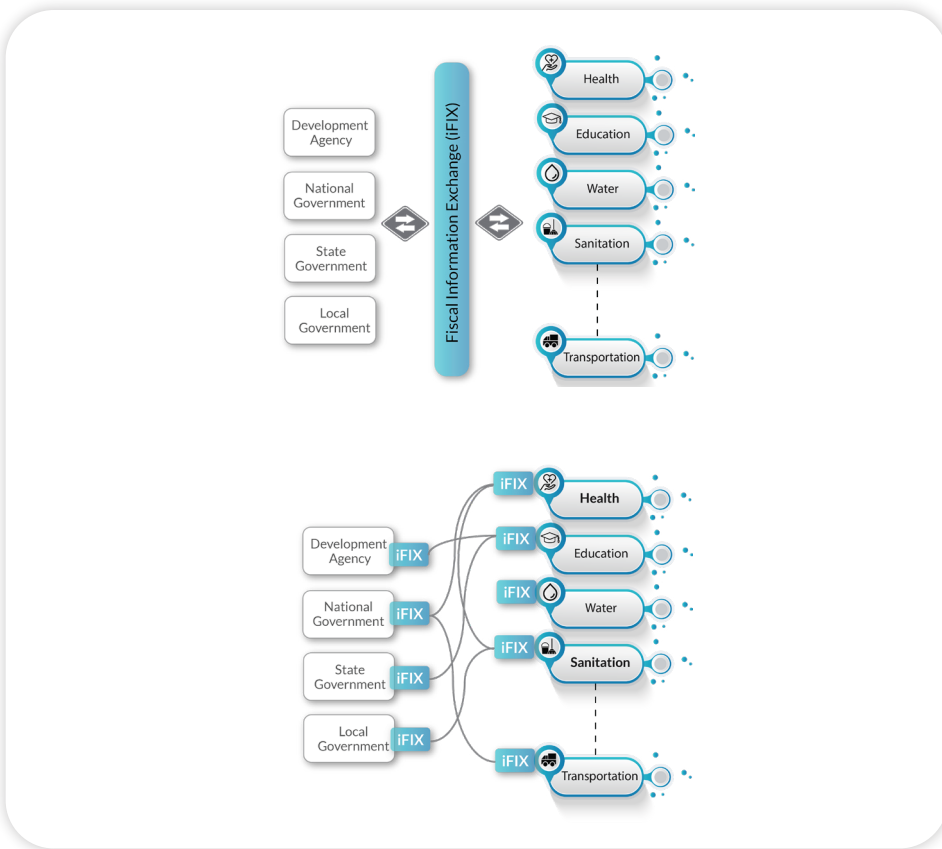 Development
Agency
National
Government
State
Government
Local
Government
Fiscal Information Exchange (iFIX)
Health
Education
Water
Sanitation
Transportation
Development
Agency
iFIX
National
Government
iFIX
State
Government
iFIX
Local
Government
iFIX
iFIX
Health
iFIX
Education
iFIX
Water
iFIX
Sanitation
iFIX
Transportation